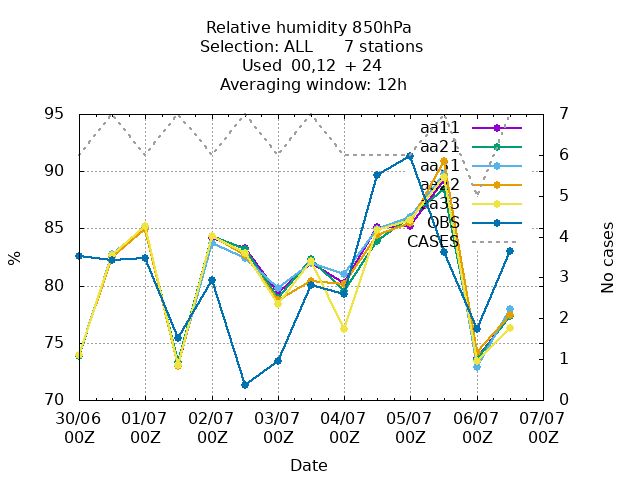 Relative humidity 850hPa
Selection: ALL 7 stations
Used 00,12 + 24
Averaging window: 12h
95
90
85
80
75
70
%
7
6
5
4
3
2
1
0
No cases
aa11
aa21
OBS
CASES
30/06 01/07 02/07 03/07 04/07 05/07 06/07 07/07
00Z 00Z 00Z 00Z 00Z 00Z 00Z 00Z
Date